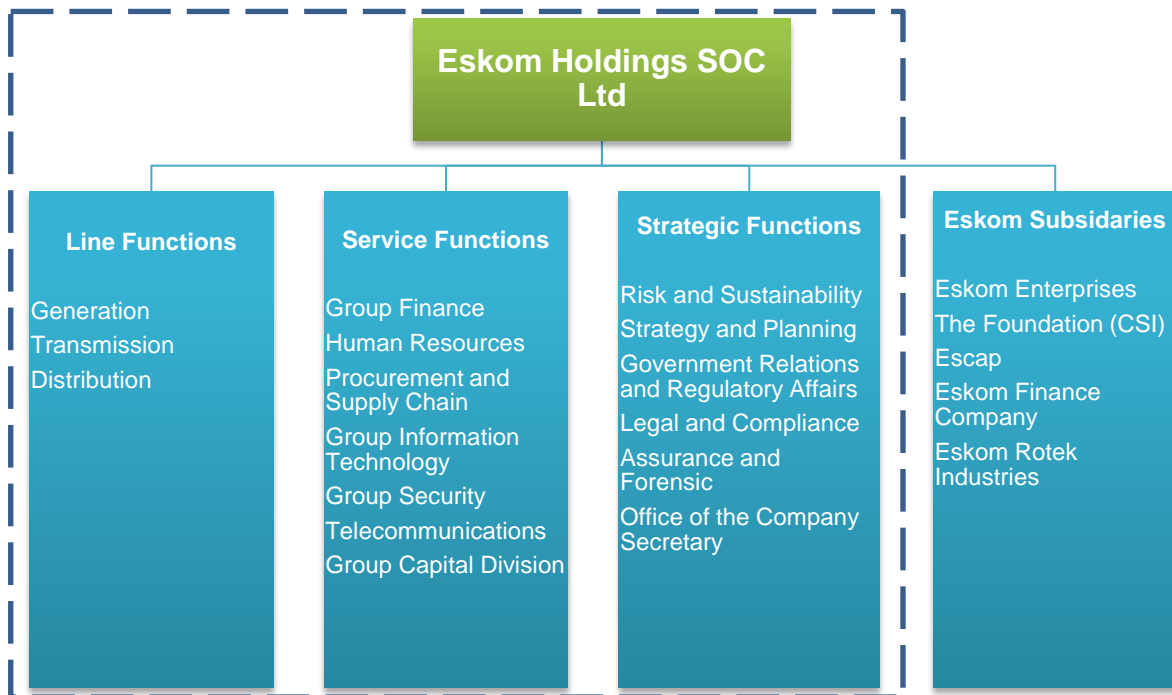 Eskom Holdings SOC
Ltd
Line Functions
Generation
Transmission
Distribution
Service Functions
Group Finance
Human Resources
Procurement and
Supply Chain
Group Information
Technology
Group Security
Telecommunications
Group Capital Division
Strategic Functions
Risk and Sustainability
Strategy and Planning
Government Relations
and Regulatory Affairs
Legal and Compliance
Assurance and
Forensic
Office of the Company
Secretary
Eskom Subsidaries
Eskom Enterprises
The Foundation (CSI)
Escap
Eskom Finance
Company
Eskom Rotek
Industries